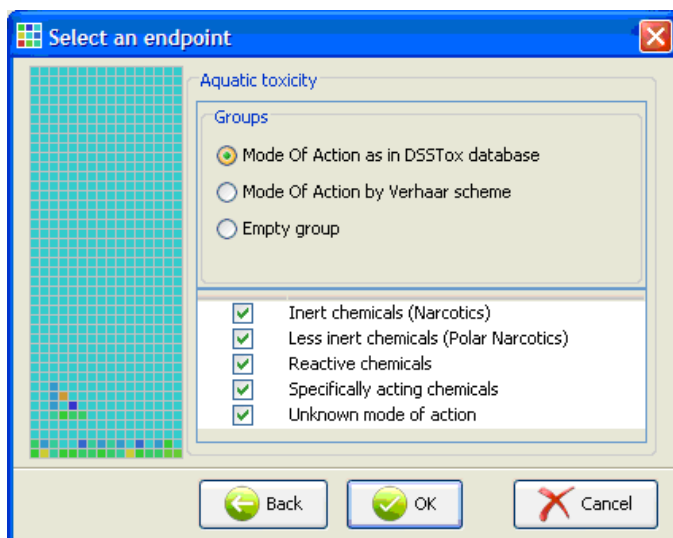 Select an endpoint
Aquatic toxicity
Groups
Mode Of Action as in DSSTox database
Mode Of Action by Verhaar scheme
Empty group
Inert chemicals (Narcotics)
Less inert chemicals (Polar Narcotics)
Reactive chemicals
Specifically acting chemicals
Unknown mode of action
Back OK Cancel